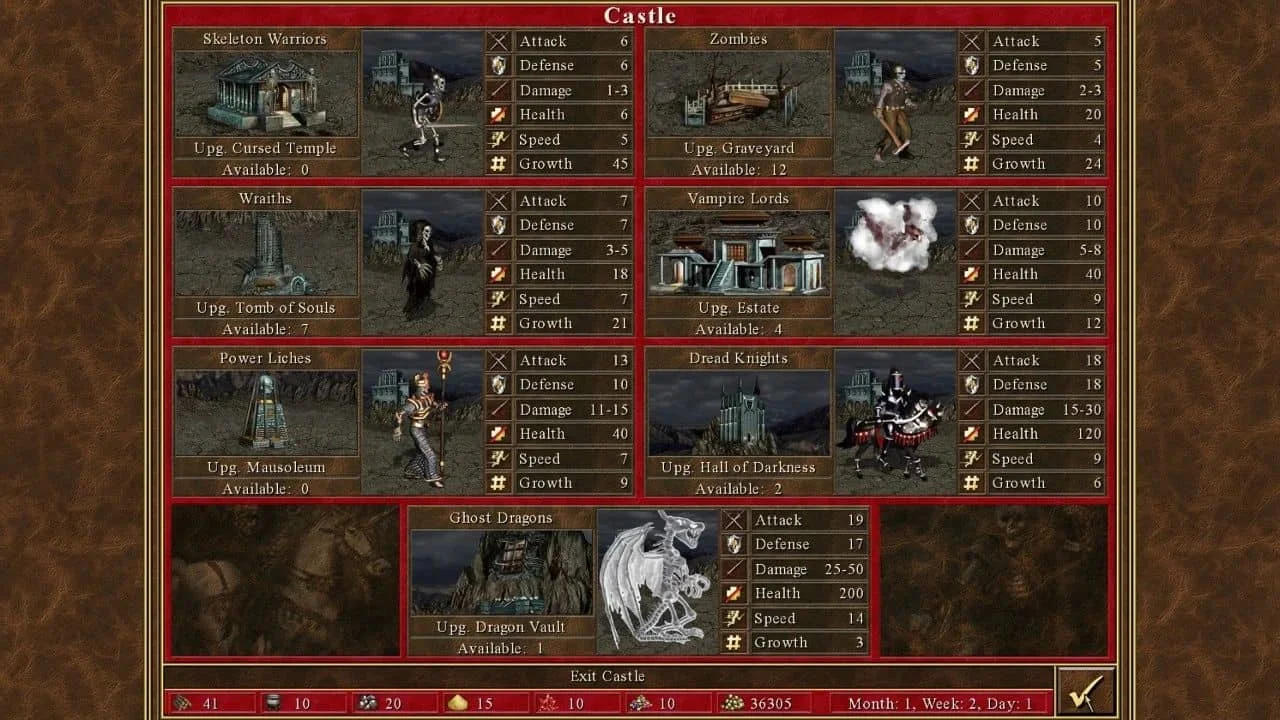 Castle
Skeleton Warriors
Upg. Cursed Temple
Available: 0
Attack 6
Defense 6
Damage 1-3
Health 6
Speed 5
Growth 45
Zombies
Upg. Graveyard
Available: 12
Attack 5
Defense 5
Damage 2-3
Health 20
Speed 4
Growth 24
Wraiths
Upg. Tomb of Souls
Available: 7
Attack 7
Defense 7
Damage 3-5
Health 18
Speed 7
Growth 21
Vampire Lords
Upg. Estate
Available: 4
Attack 10
Defense 10
Damage 5-8
Health 40
Speed 9
Growth 12
Power Liches
Upg. Mausoleum
Available: 0
Attack 13
Defense 10
Damage 11-15
Health 40
Speed 7
Growth 9
Dread Knights
Upg. Hall of Darkness
Available: 2
Attack 18
Defense 18
Damage 15-30
Health 120
Speed 9
Growth 6
Ghost Dragons
Upg. Dragon Vault
Available: 1
Attack 19
Defense 17
Damage 25-50
Health 200
Speed 14
Growth 3
Exit Castle
41 10 20 15 10 10 36305 Month: 1, Week: 2, Day: 1